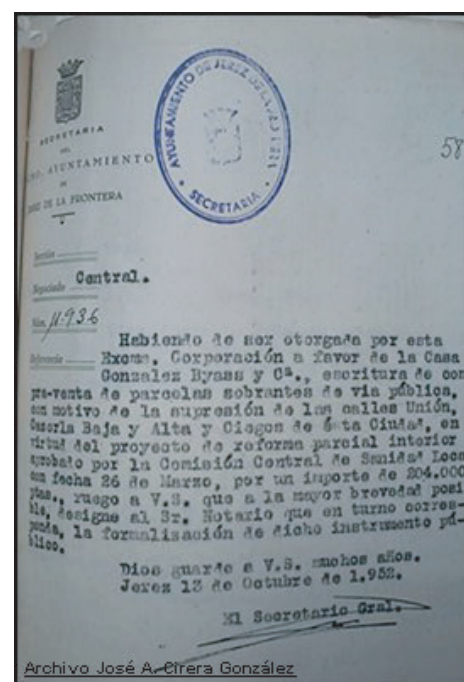 SECRETARIA
DEL
AYUNTAMIENTO
DE
DE LA FRONTERA
AYUNTAMIENTO DE JEREZ DE LA FRONTERA
SECRETARIA
58
Sección
Negociado Central.
Núm. 11.936
Habiendo de ser otorgada por esta
Referencia Excma. Corporación a favor de la Casa
Gonzalez Byass y Cª., escritura de com
pra-venta de parcelas sobrantes de via pública,
con motivo de la supresión de las calles Unión,
Baja y Alta y Ciegos de ésta Ciudad, en
virtud del proyecto de reforma parcial interior
aprobado por la Comisión Central de Sanidad Loca
con fecha 26 de Marzo, por un importe de 204.000
ptas., ruego a V.S. que a la mayor brevedad posi
ble, designe al Sr. Notario que en turno corres-
ponda, la formalisación de dicho instrumento pú-
blico.
Dios guarde a V.S. muchos años.
Jerez 13 de Octubre de 1.952.
El Secretario Gral.
Archivo José A. Cirera González